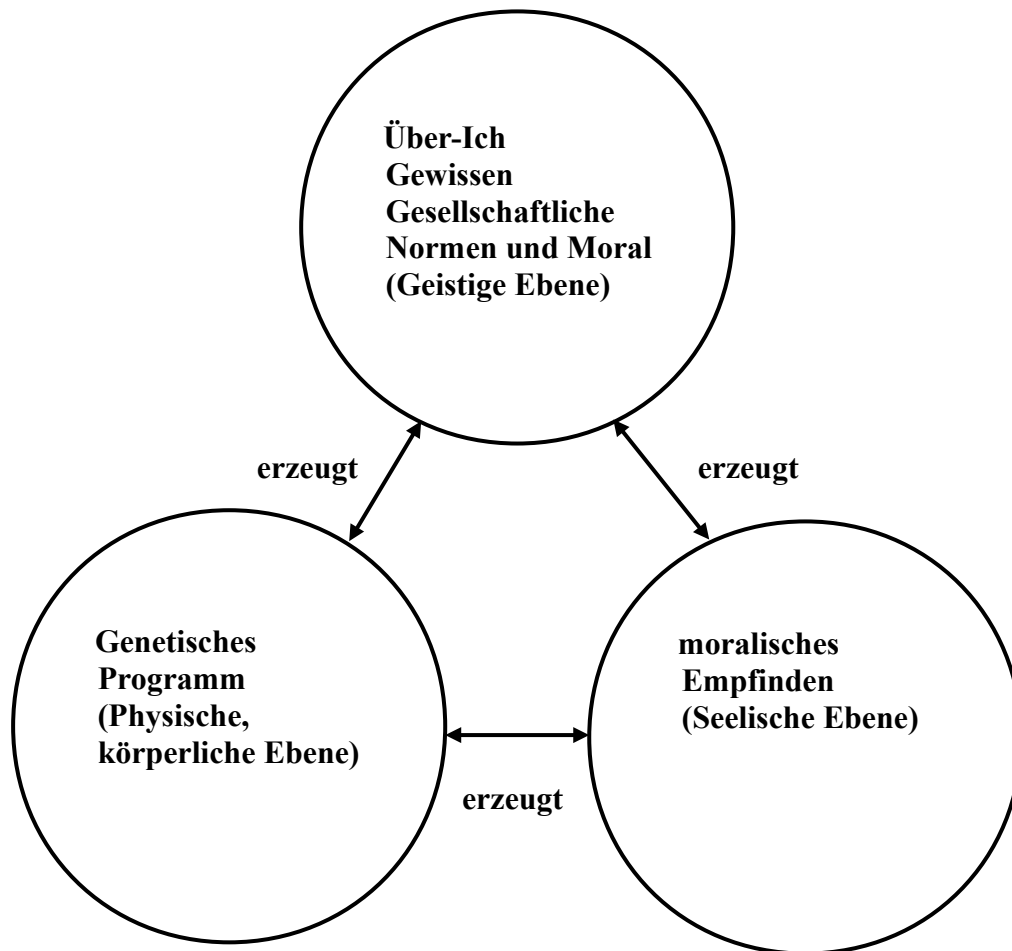 Über-Ich
Gewissen
Gesellschaftliche
Normen und Moral
(Geistige Ebene)
erzeugt
erzeugt
Genetisches
Programm
(Physische,
körperliche Ebene)
moralisches
Empfinden
(Seelische Ebene)
erzeugt